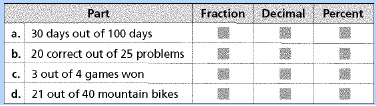 Part Fraction Decimal Percent
a. 30 days out of 100 days
b. 20 correct out of 25 problems
c. 3 out of 4 games won
d. 21 out of 40 mountain bikes